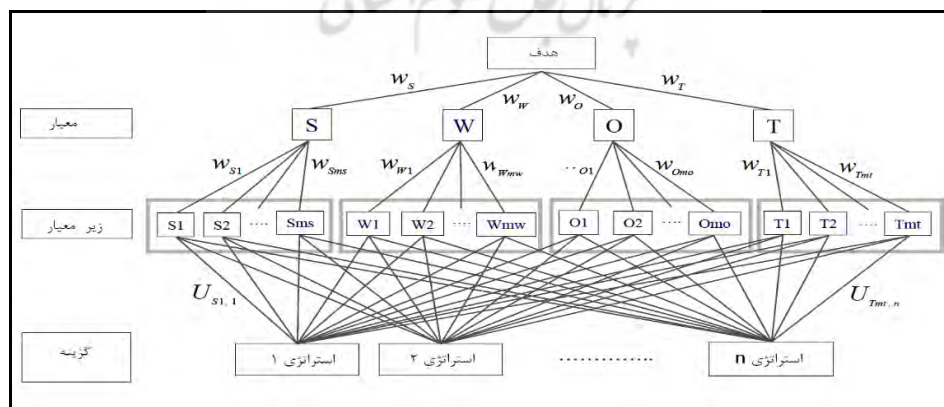 هدف
w_S w_W w_O w_T
معیار S W O T
w_S1 w_Sms w_W1 w_Wmw O1 w_Omo w_T1 w_Tmt
زیر معیار S1 S2 .... Sms W1 W2 .... Wmw O1 O2 .... Omo T1 T2 .... Tmt
U_S1,1 U_Tmt,n
گزینه استراتژی ۱ استراتژی ۲ ................. استراتژی n